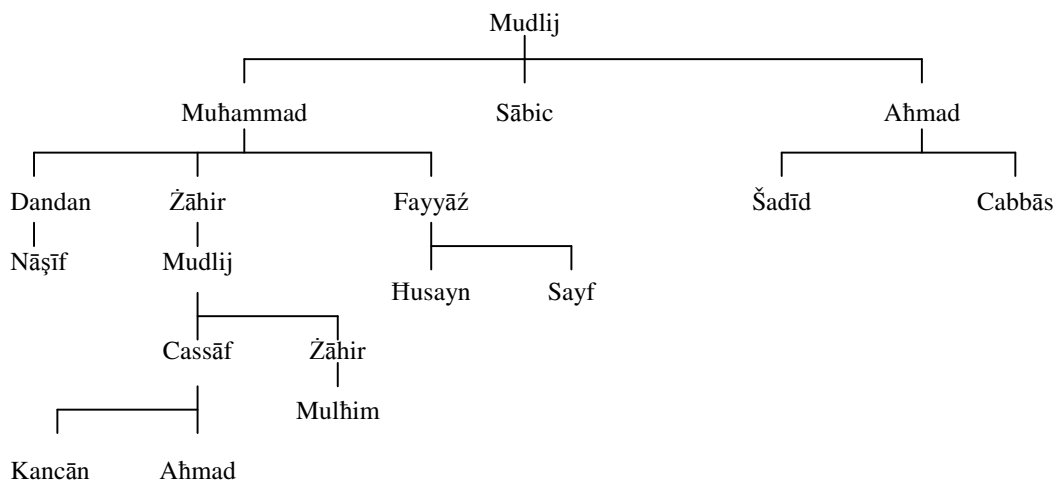 Mudlij
Muħammad Sābic Aħmad
Dandan Żāhir Fayyāź Šadīd Cabbās
Nāşīf Mudlij
Ħusayn Sayf
Cassāf Żāhir
Mulħim
Kancān Aħmad